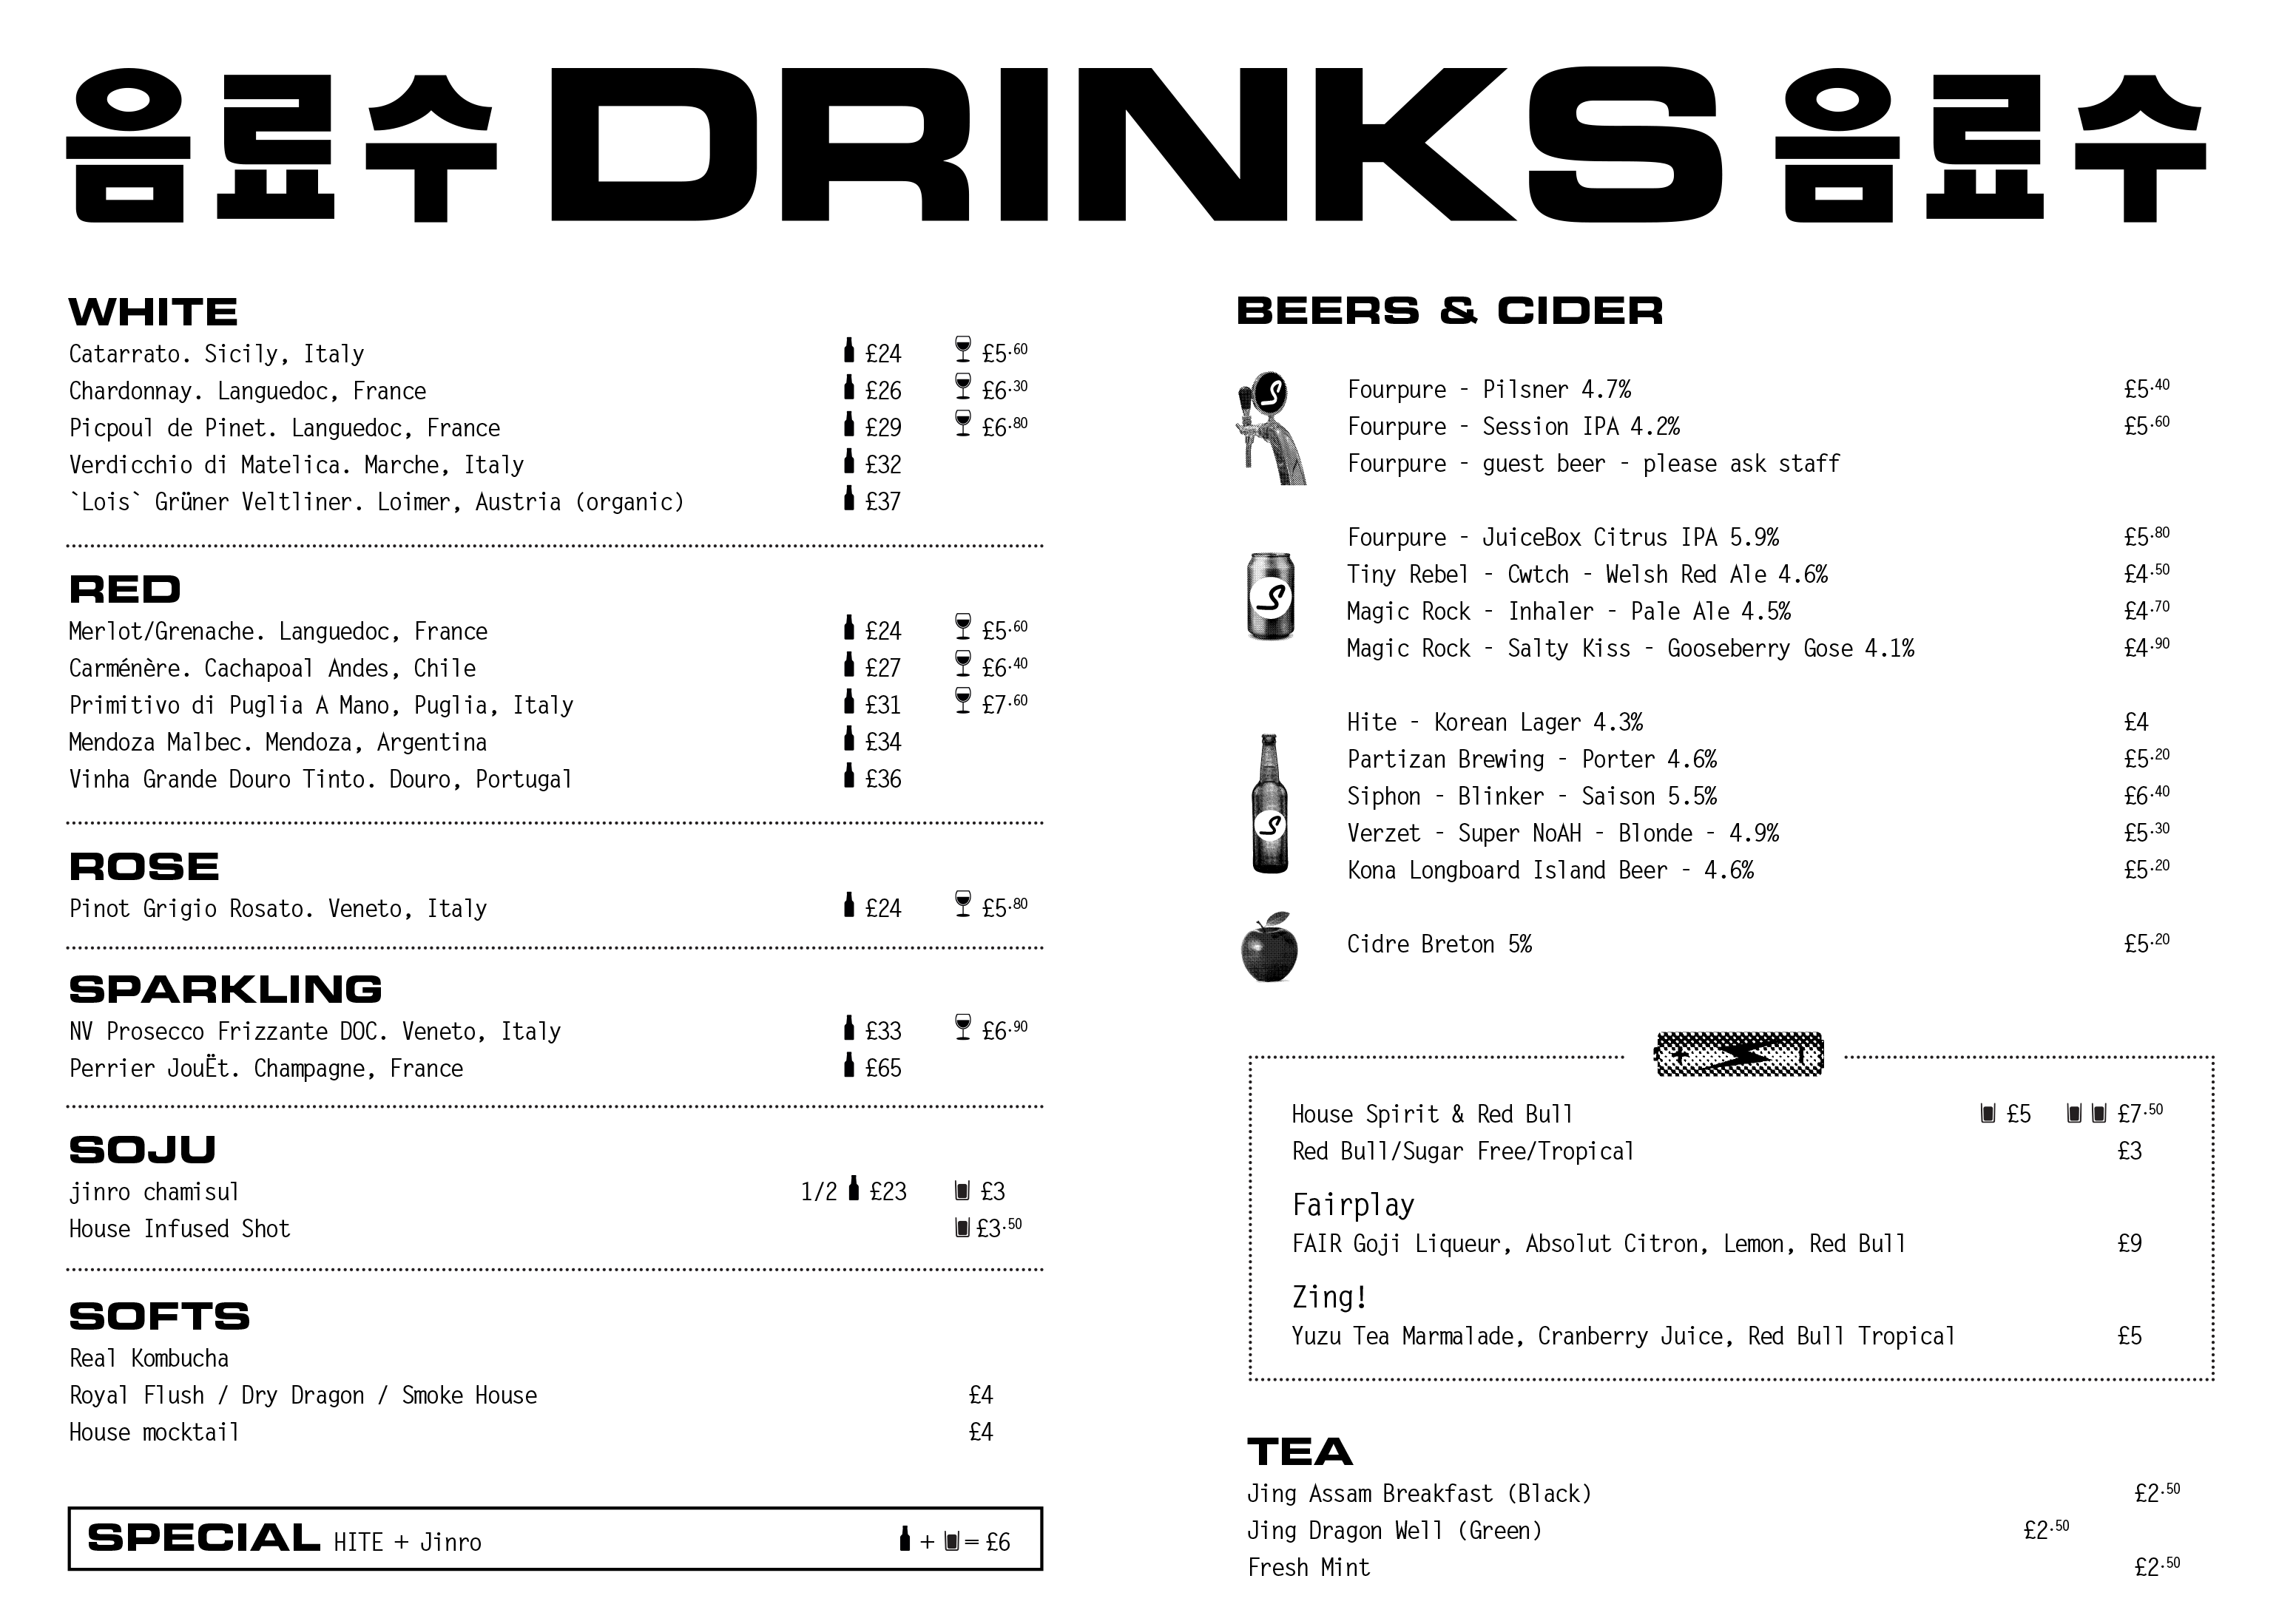 음료수 DRINKS 음료수
WHITE
Catarrato. Sicily, Italy £24 £5.60
Chardonnay. Languedoc, France £26 £6.30
Picpoul de Pinet. Languedoc, France £29 £6.80
Verdicchio di Matelica. Marche, Italy £32
`Lois` Grüner Veltliner. Loimer, Austria (organic) £37
RED
Merlot/Grenache. Languedoc, France £24 £5.60
Carménère. Cachapoal Andes, Chile £27 £6.40
Primitivo di Puglia A Mano, Puglia, Italy £31 £7.60
Mendoza Malbec. Mendoza, Argentina £34
Vinha Grande Douro Tinto. Douro, Portugal £36
ROSE
Pinot Grigio Rosato. Veneto, Italy £24 £5.80
SPARKLING
NV Prosecco Frizzante DOC. Veneto, Italy £33 £6.90
Perrier JouËt. Champagne, France £65
SOJU
jinro chamisul 1/2 £23 £3
House Infused Shot £3.50
SOFTS
Real Kombucha
Royal Flush / Dry Dragon / Smoke House £4
House mocktail £4
SPECIAL HITE + Jinro + = £6
BEERS & CIDER
Fourpure - Pilsner 4.7% £5.40
Fourpure - Session IPA 4.2% £5.60
Fourpure - guest beer - please ask staff
Fourpure - JuiceBox Citrus IPA 5.9% £5.80
Tiny Rebel - Cwtch - Welsh Red Ale 4.6% £4.50
Magic Rock - Inhaler - Pale Ale 4.5% £4.70
Magic Rock - Salty Kiss - Gooseberry Gose 4.1% £4.90
Hite - Korean Lager 4.3% £4
Partizan Brewing - Porter 4.6% £5.20
Siphon - Blinker - Saison 5.5% £6.40
Verzet - Super NoAH - Blonde - 4.9% £5.30
Kona Longboard Island Beer - 4.6% £5.20
Cidre Breton 5% £5.20
House Spirit & Red Bull £5 £7.50
Red Bull/Sugar Free/Tropical £3
Fairplay
FAIR Goji Liqueur, Absolut Citron, Lemon, Red Bull £9
Zing!
Yuzu Tea Marmalade, Cranberry Juice, Red Bull Tropical £5
TEA
Jing Assam Breakfast (Black) £2.50
Jing Dragon Well (Green) £2.50
Fresh Mint £2.50